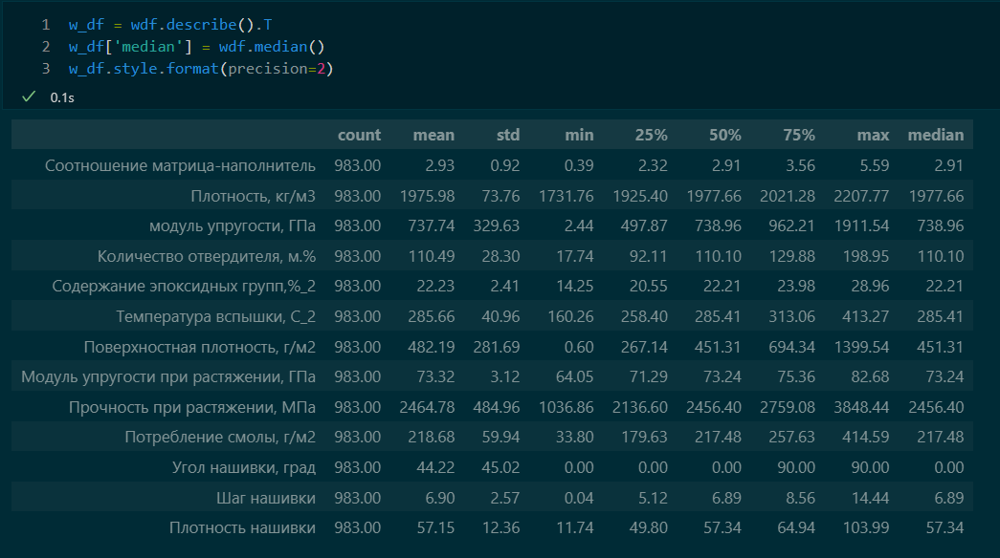 1 w_df = wdf.describe().T
2 w_df['median'] = wdf.median()
3 w_df.style.format(precision=2)
0.1s
count mean std min 25% 50% 75% max median
Соотношение матрица-наполнитель 983.00 2.93 0.92 0.39 2.32 2.91 3.56 5.59 2.91
Плотность, кг/м3 983.00 1975.98 73.76 1731.76 1925.40 1977.66 2021.28 2207.77 1977.66
модуль упругости, ГПа 983.00 737.74 329.63 2.44 497.87 738.96 962.21 1911.54 738.96
Количество отвердителя, м.% 983.00 110.49 28.30 17.74 92.11 110.10 129.88 198.95 110.10
Содержание эпоксидных групп,%_2 983.00 22.23 2.41 14.25 20.55 22.21 23.98 28.96 22.21
Температура вспышки, С_2 983.00 285.66 40.96 160.26 258.40 285.41 313.06 413.27 285.41
Поверхностная плотность, г/м2 983.00 482.19 281.69 0.60 267.14 451.31 694.34 1399.54 451.31
Модуль упругости при растяжении, ГПа 983.00 73.32 3.12 64.05 71.29 73.24 75.36 82.68 73.24
Прочность при растяжении, МПа 983.00 2464.78 484.96 1036.86 2136.60 2456.40 2759.08 3848.44 2456.40
Потребление смолы, г/м2 983.00 218.68 59.94 33.80 179.63 217.48 257.63 414.59 217.48
Угол нашивки, град 983.00 44.22 45.02 0.00 0.00 0.00 90.00 90.00 0.00
Шаг нашивки 983.00 6.90 2.57 0.04 5.12 6.89 8.56 14.44 6.89
Плотность нашивки 983.00 57.15 12.36 11.74 49.80 57.34 64.94 103.99 57.34